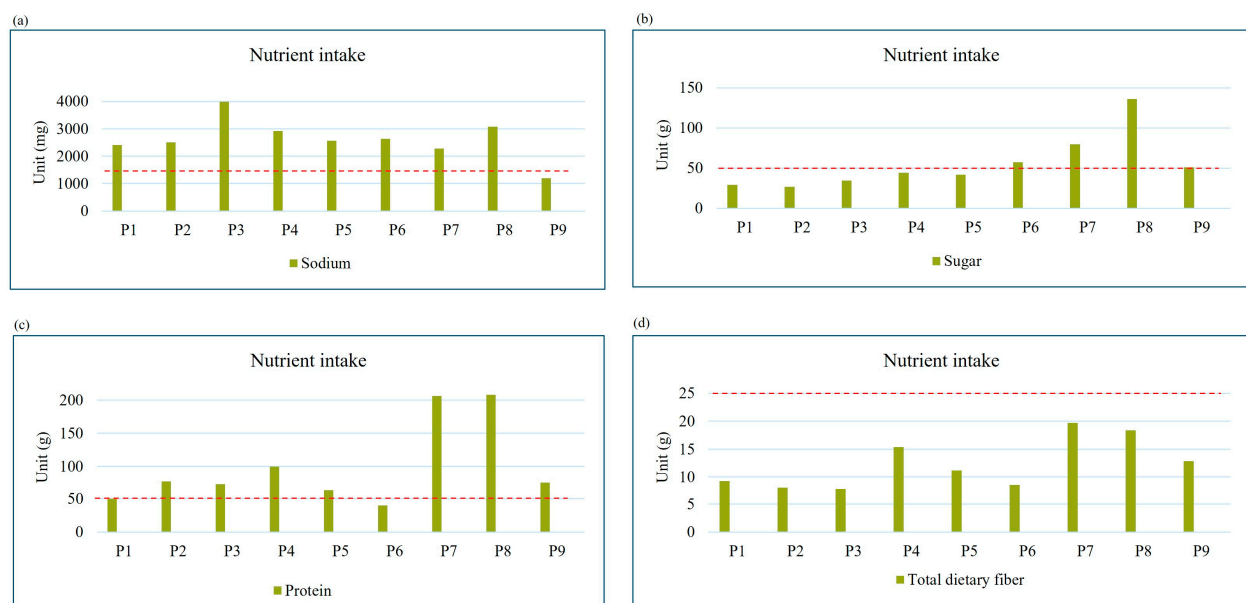 (a)
Nutrient intake
Unit (mg)
4000
3000
2000
1000
0
P1 P2 P3 P4 P5 P6 P7 P8 P9
Sodium
(b)
Nutrient intake
Unit (g)
150
100
50
0
P1 P2 P3 P4 P5 P6 P7 P8 P9
Sugar
(c)
Nutrient intake
Unit (g)
200
150
100
50
0
P1 P2 P3 P4 P5 P6 P7 P8 P9
Protein
(d)
Nutrient intake
Unit (g)
25
20
15
10
5
0
P1 P2 P3 P4 P5 P6 P7 P8 P9
Total dietary fiber